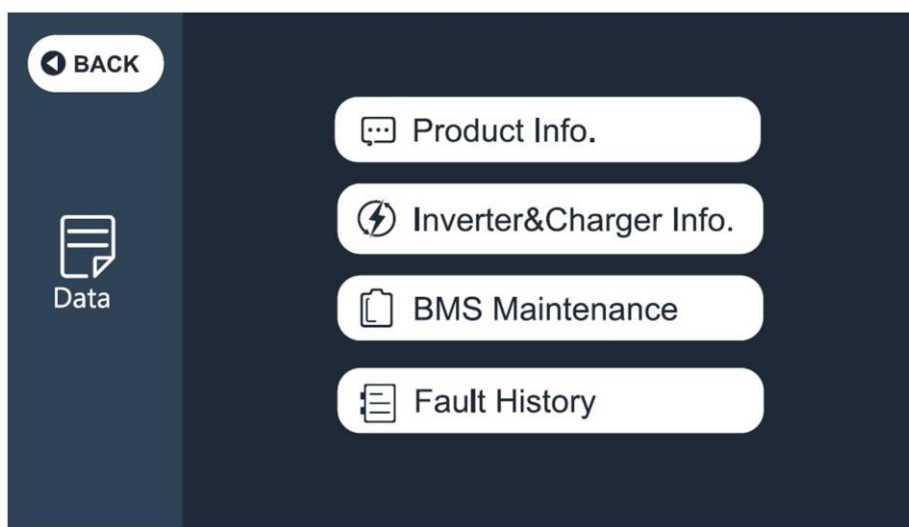 BACK
Data
Product Info.
Inverter&Charger Info.
BMS Maintenance
Fault History